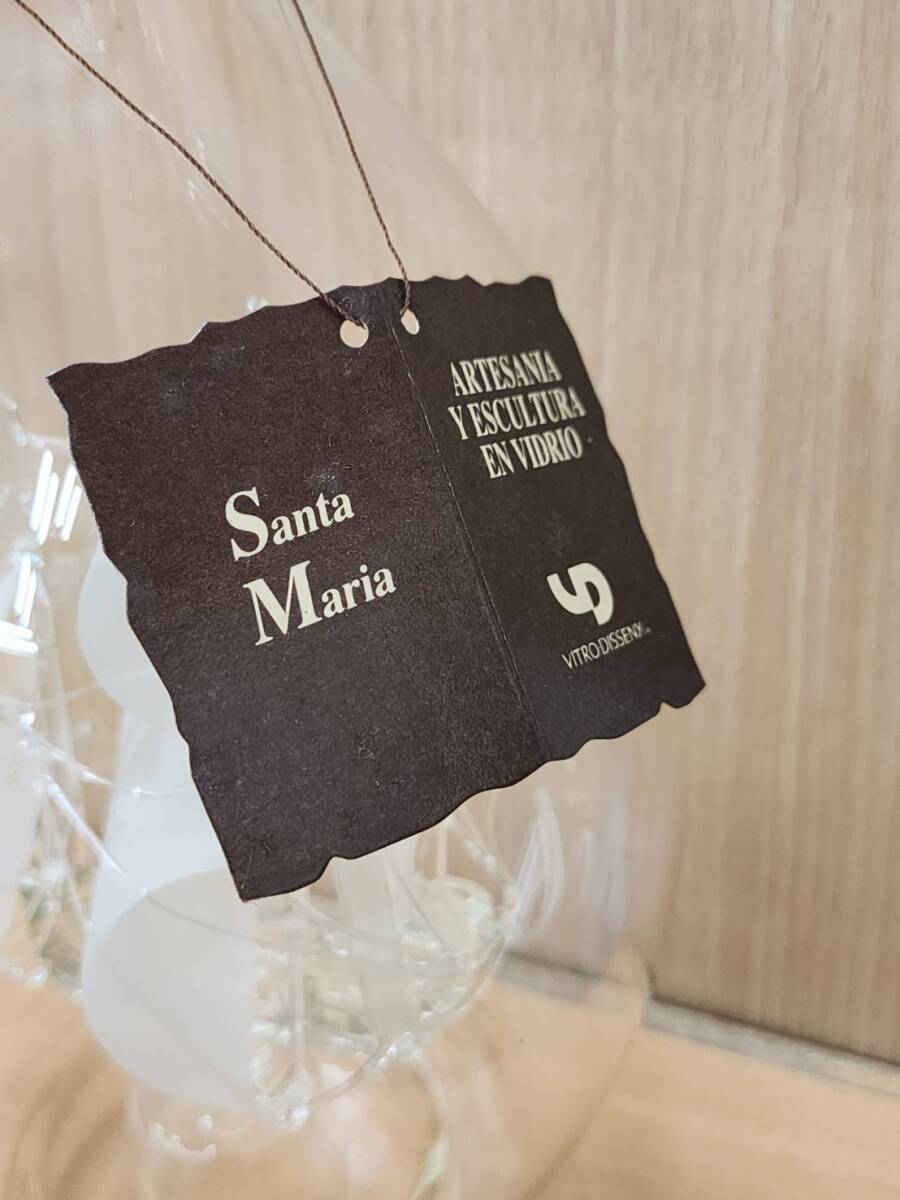 Santa
Maria
ARTESANIA
Y ESCULTURA
EN VIDRIO
VITRO-DISSENY